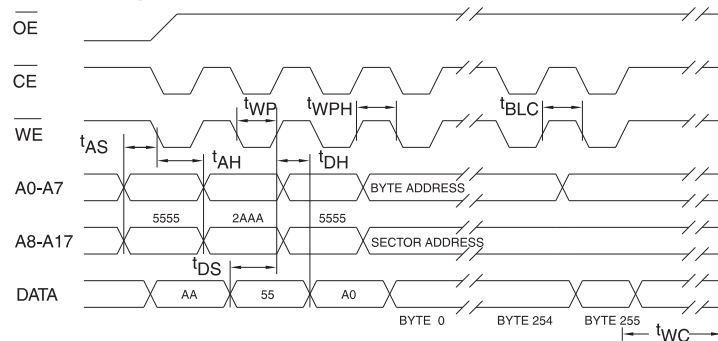 OE
CE
tWP tWPH tBLC
WE
tAS
tAH tDH
A0-A7 BYTE ADDRESS
5555 2AAA 5555
A8-A17 SECTOR ADDRESS
tDS
DATA AA 55 A0
BYTE 0 BYTE 254 BYTE 255
tWC